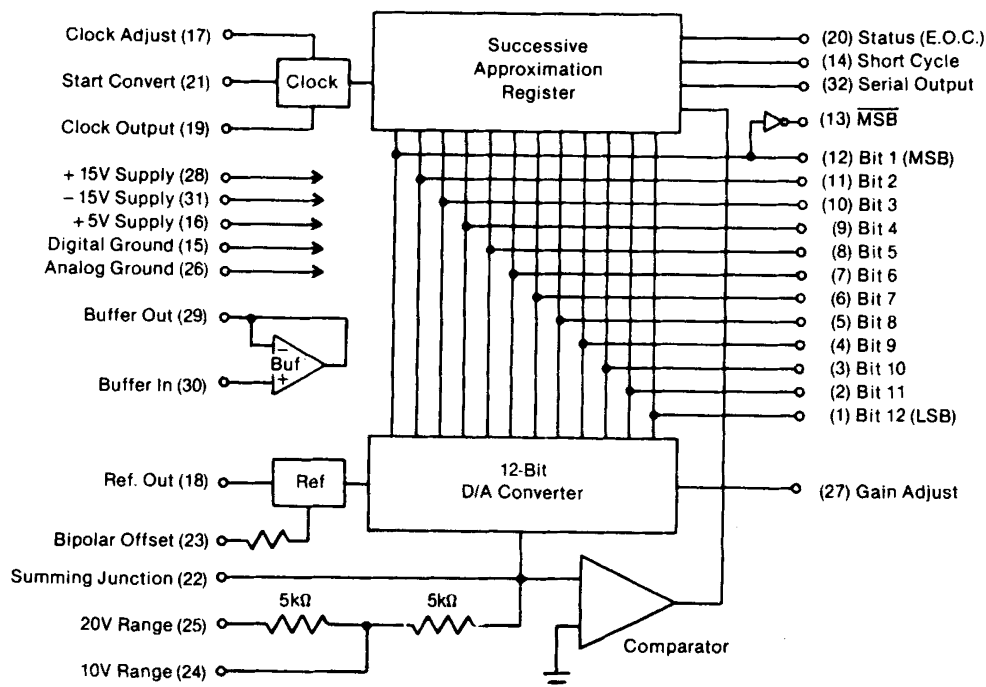 Clock Adjust (17)
Start Convert (21)
Clock Output (19)
Clock
Successive
Approximation
Register
(20) Status (E.O.C.)
(14) Short Cycle
(32) Serial Output
(13) M̅S̅B̅
(12) Bit 1 (MSB)
(11) Bit 2
(10) Bit 3
(9) Bit 4
(8) Bit 5
(7) Bit 6
(6) Bit 7
(5) Bit 8
(4) Bit 9
(3) Bit 10
(2) Bit 11
(1) Bit 12 (LSB)
+ 15V Supply (28)
− 15V Supply (31)
+5V Supply (16)
Digital Ground (15)
Analog Ground (26)
Buffer Out (29)
Buffer In (30)
−
Buf
+
Ref. Out (18)
Ref
Bipolar Offset (23)
12-Bit
D/A Converter
(27) Gain Adjust
Summing Junction (22)
5kΩ
5kΩ
20V Range (25)
10V Range (24)
Comparator